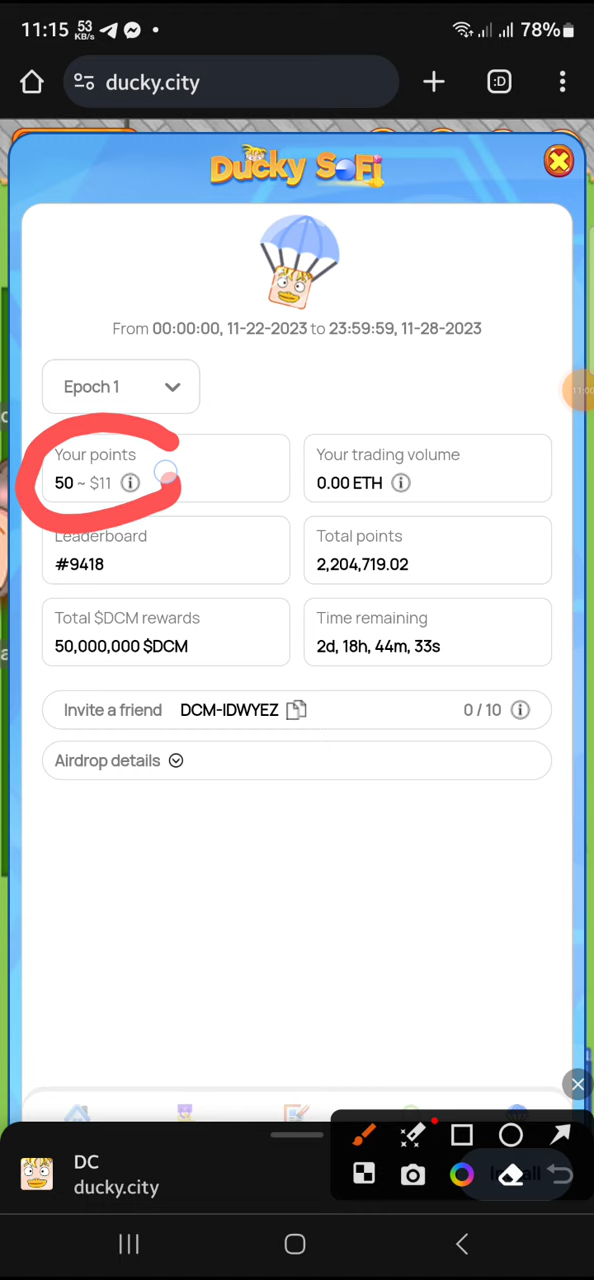 11:15 53 KB/s 78%
ducky.city :D
Ducky SoFi
From 00:00:00, 11-22-2023 to 23:59:59, 11-28-2023
Epoch 1
11:00
Your points
50 ~ $11
Your trading volume
0.00 ETH
Leaderboard
#9418
Total points
2,204,719.02
Total $DCM rewards
50,000,000 $DCM
Time remaining
2d, 18h, 44m, 33s
Invite a friend DCM-IDWYEZ 0 / 10
Airdrop details
DC
ducky.city